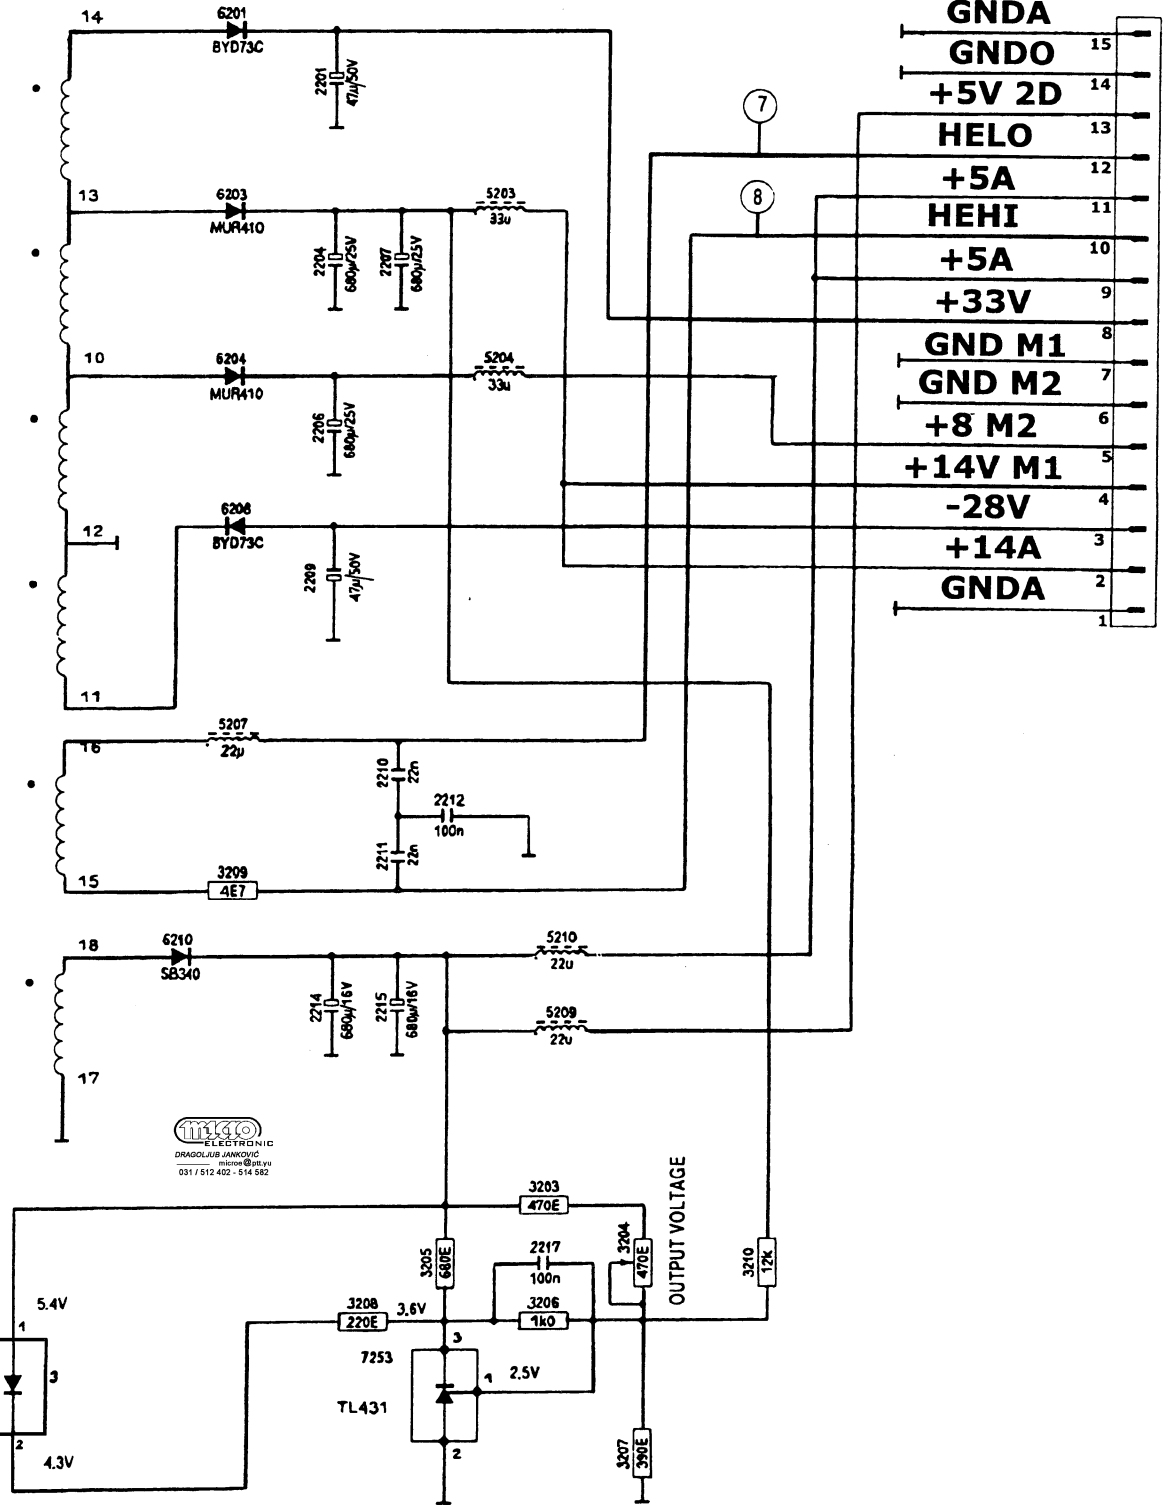 14
6201
BYD73C
2201
47µ/50V
13
6203
MUR410
2204
680µ/25V
2207
680µ/25V
5203
33u
10
6204
MUR410
2206
680µ/25V
5204
33u
12
6208
BYD73C
2209
47µ/50V
11
7
8
GNDA
15
GNDO
14
+5V 2D
13
HELO
12
+5A
11
HEHI
10
+5A
9
+33V
8
GND M1
7
GND M2
6
+8 M2
5
+14V M1
4
-28V
3
+14A
2
GNDA
1
16
5207
22µ
2210
22n
2212
100n
2211
22n
15
3209
4E7
18
6210
SB340
2214
680µ/16V
2215
680µ/16V
5210
22u
5209
22u
17
MICRO
ELECTRONIC
DRAGOLJUB JANKOVIĆ
microe@ptt.yu
031 / 512 402 - 514 582
3203
470E
3204
470E
OUTPUT VOLTAGE
3205
680E
2217
100n
3210
12k
5.4V
1
3208
220E
3.6V
3206
1k0
3
7253
3
1
2.5V
TL431
2
2
4.3V
3207
390E